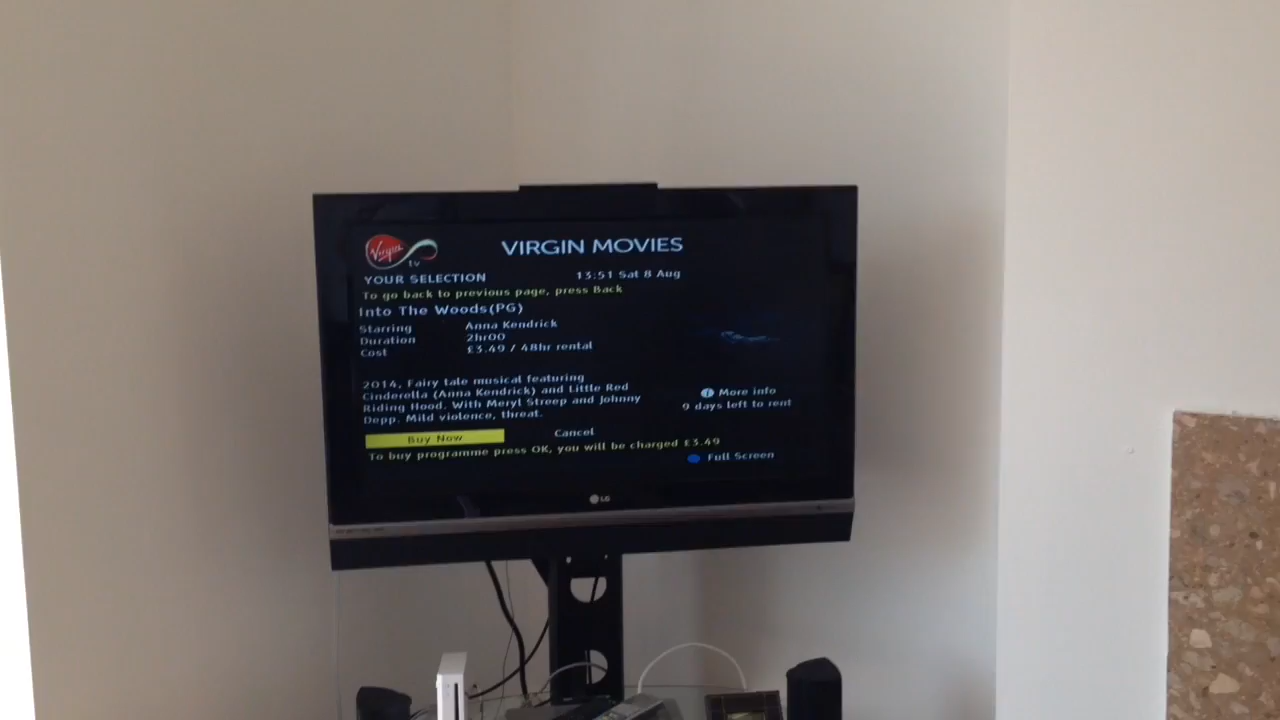 Virgin
tv
VIRGIN MOVIES
YOUR SELECTION
13:51 Sat 8 Aug
To go back to previous page, press Back
Into The Woods(PG)
Starring Anna Kendrick
Duration 2hr00
Cost £3.49 / 48hr rental
2014, Fairy tale musical featuring
Cinderella (Anna Kendrick) and Little Red
Riding Hood. With Meryl Streep and Johnny
Depp. Mild violence, threat.
i More info
9 days left to rent
Buy Now
Cancel
To buy programme press OK, you will be charged £3.49
Full Screen
LG